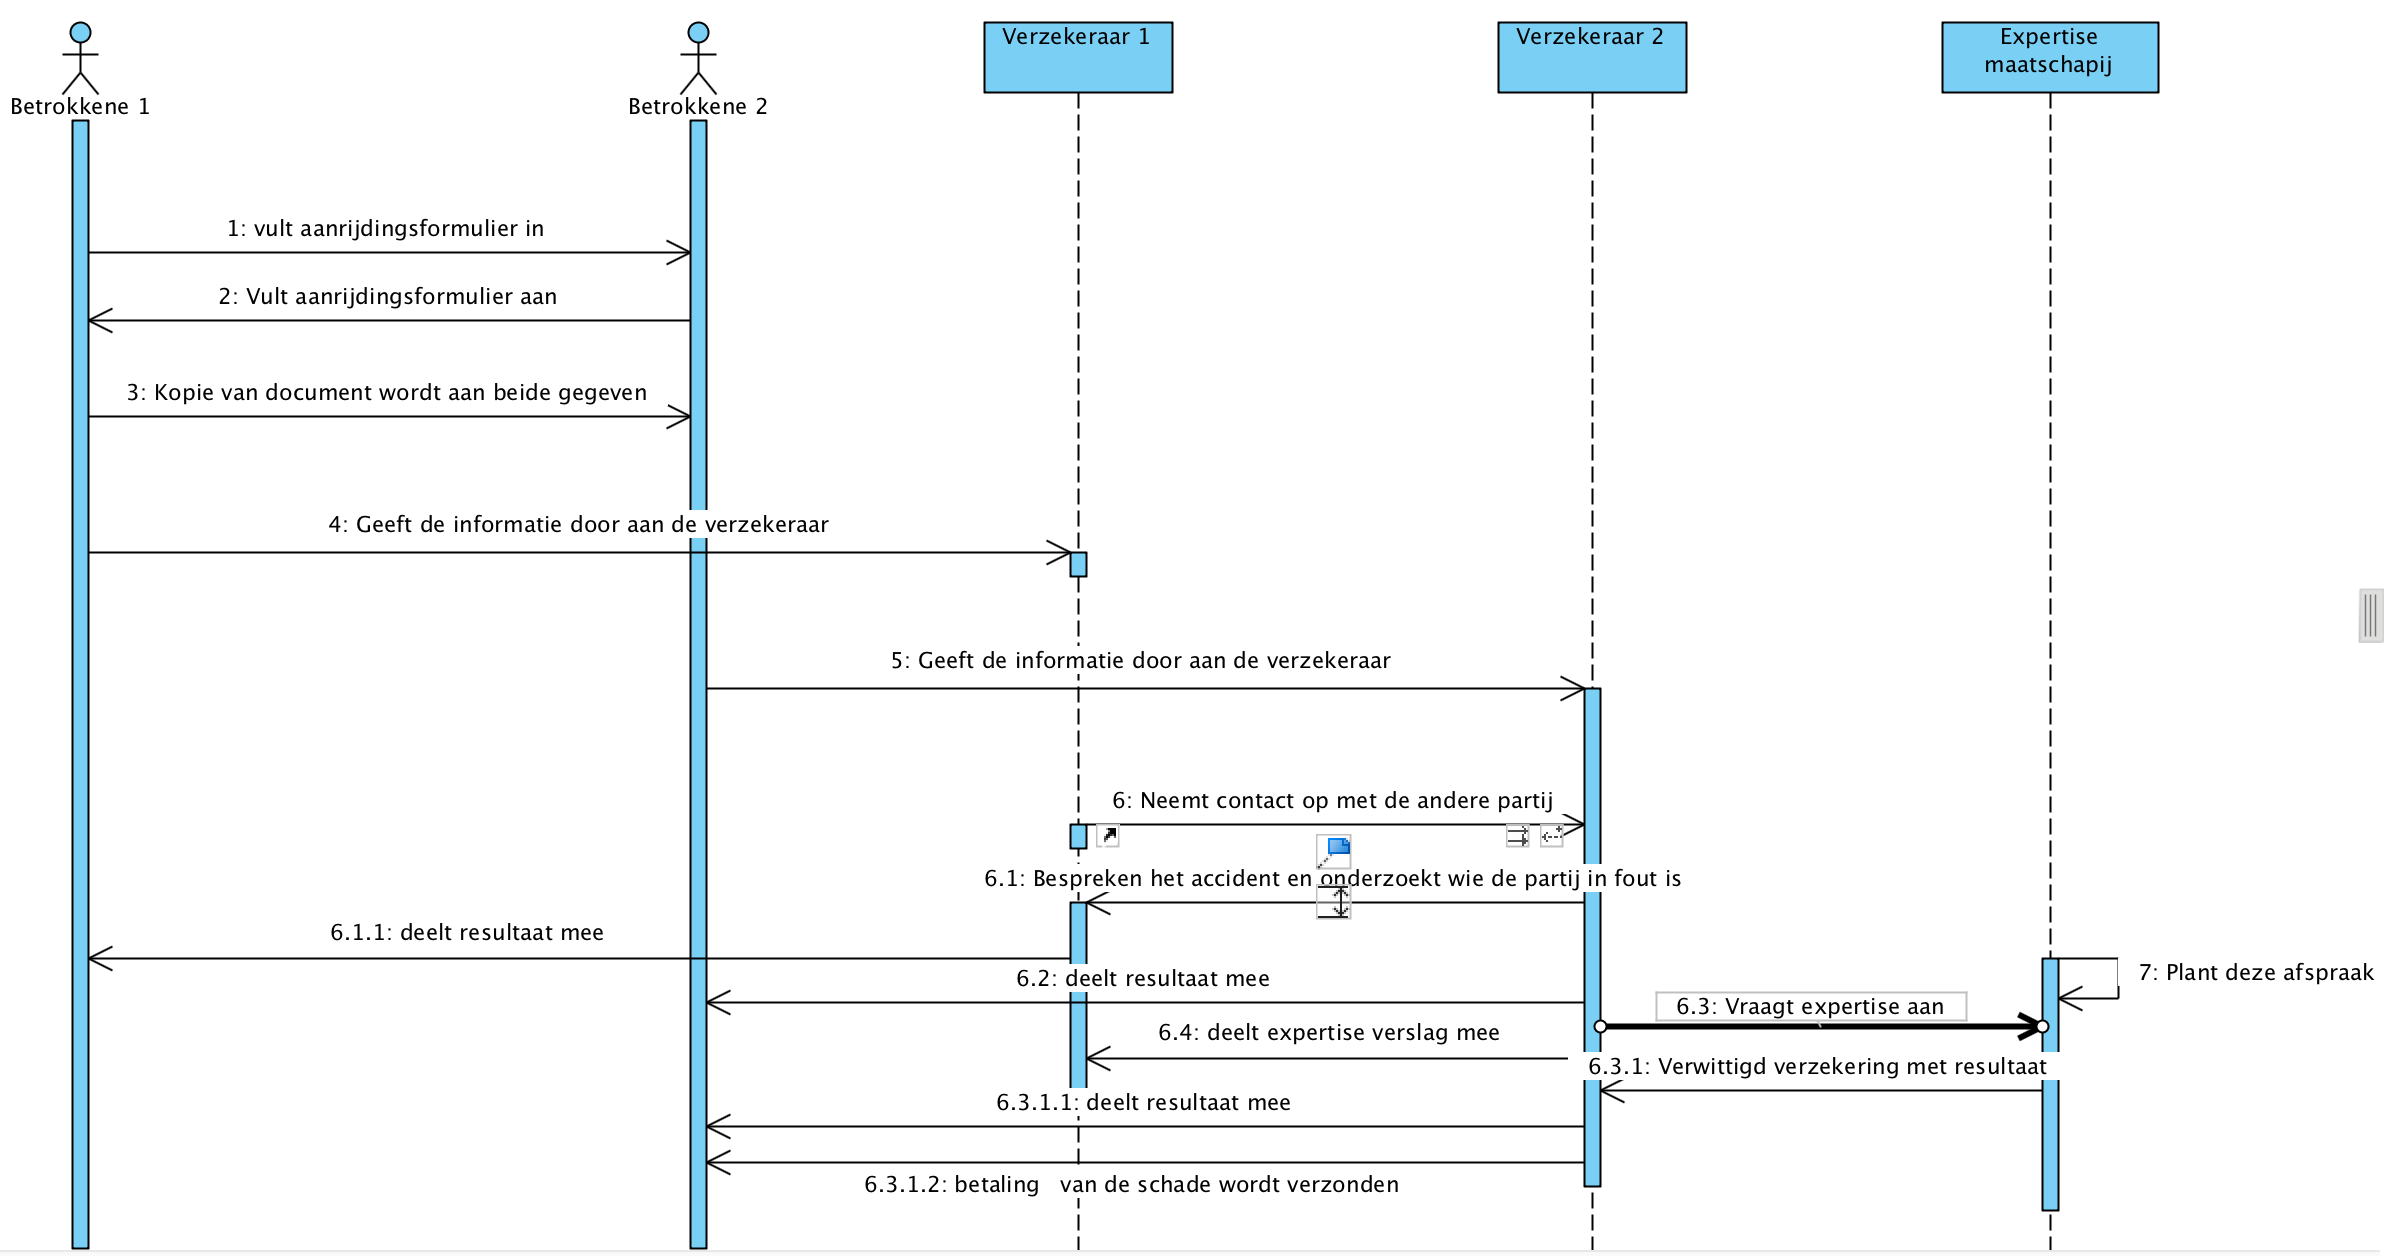 Verzekeraar 1
Verzekeraar 2
Expertise
maatschapij
Betrokkene 1
Betrokkene 2
1: vult aanrijdingsformulier in
2: Vult aanrijdingsformulier aan
3: Kopie van document wordt aan beide gegeven
4: Geeft de informatie door aan de verzekeraar
5: Geeft de informatie door aan de verzekeraar
6: Neemt contact op met de andere partij
6.1: Bespreken het accident en onderzoekt wie de partij in fout is
6.1.1: deelt resultaat mee
6.2: deelt resultaat mee
7: Plant deze afspraak
6.3: Vraagt expertise aan
6.4: deelt expertise verslag mee
6.3.1: Verwittigd verzekering met resultaat
6.3.1.1: deelt resultaat mee
6.3.1.2: betaling van de schade wordt verzonden